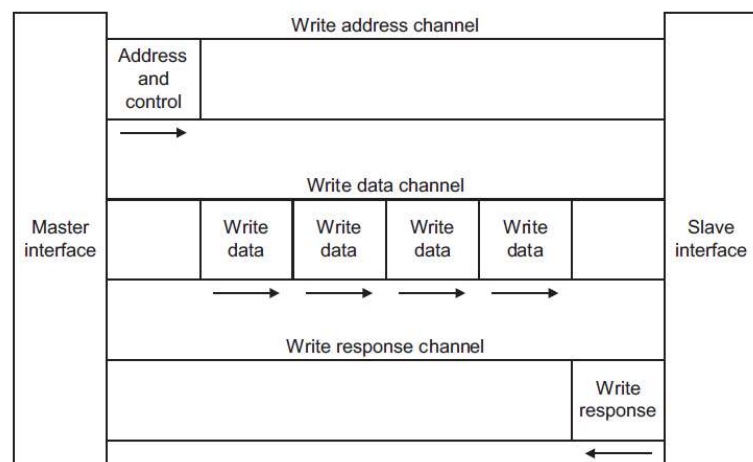 Write address channel
Address
and
control
Write data channel
Master
interface
Write
data
Write
data
Write
data
Write
data
Slave
interface
Write response channel
Write
response